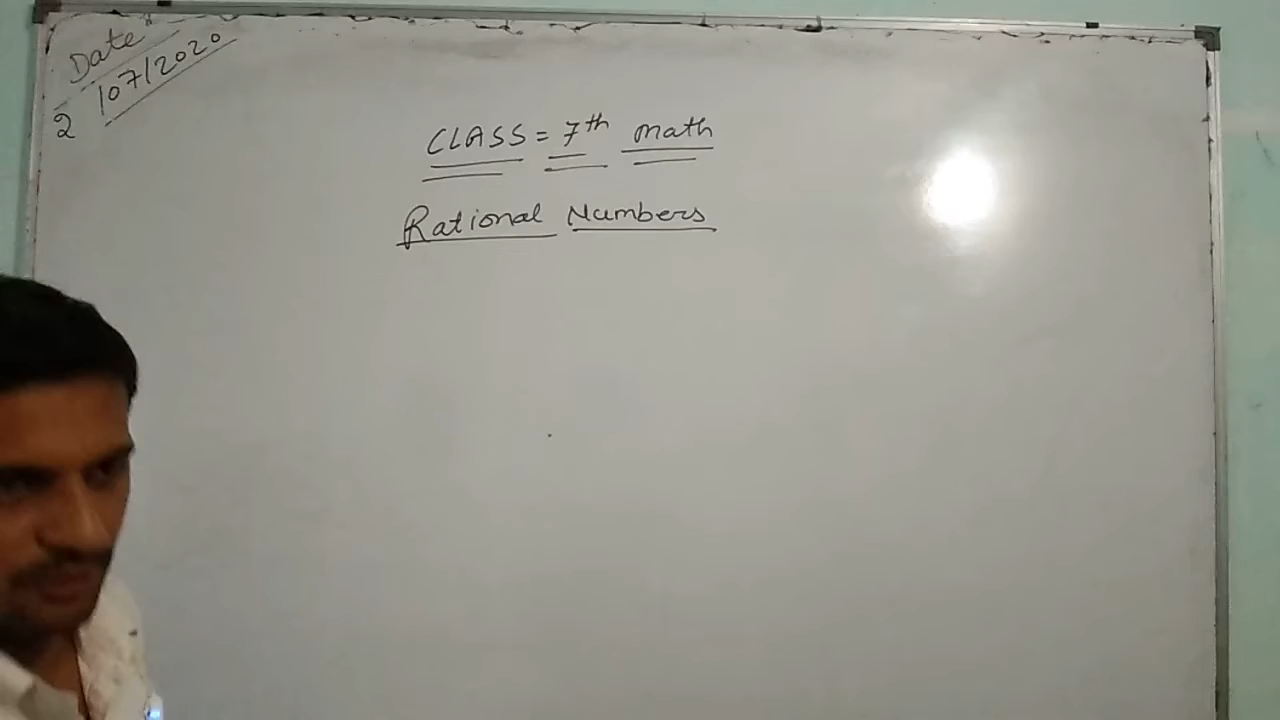 Date
2/07/2020
CLASS = 7th math
Rational Numbers